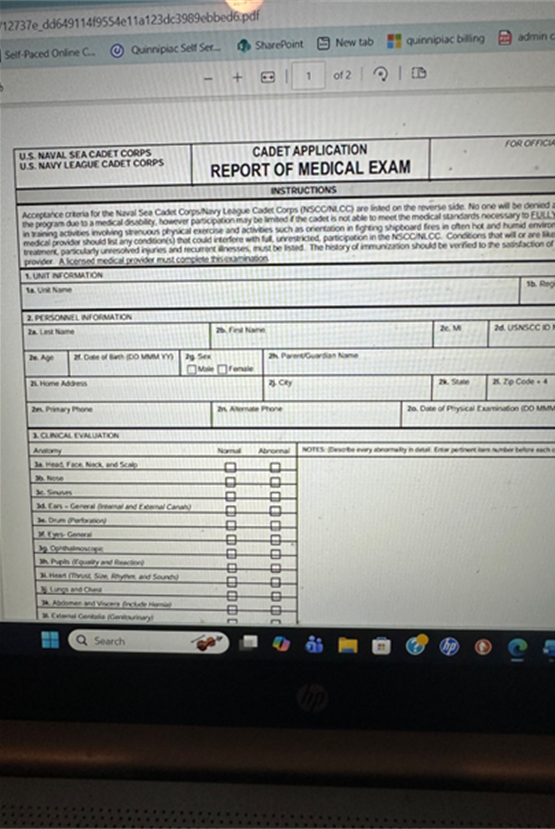 /12737e_dd649114f9554e11a123dc3989ebbed6.pdf
Self-Paced Online C... Quinnipiac Self Ser... SharePoint New tab quinnipiac billing admin c
1 of 2
U.S. NAVAL SEA CADET CORPS
U.S. NAVY LEAGUE CADET CORPS
CADET APPLICATION
REPORT OF MEDICAL EXAM
FOR OFFICIA
INSTRUCTIONS
Acceptance criteria for the Naval Sea Cadet Corps/Navy League Cadet Corps (NSCC/NLCC) are listed on the reverse side. No one will be denied a
the program due to a medical disability, however participation may be limited if the cadet is not able to meet the medical standards necessary to FULL
in training activities involving strenuous physical exercise and activities such as orientation in fighting shipboard fires in often hot and humid environ
medical provider should list any condition(s) that could interfere with full, unrestricted, participation in the NSCC/NLCC. Conditions that will or are like
treatment, particularly unresolved injuries and recurrent illnesses, must be listed. The history of immunization should be verified to the satisfaction of
provider. A licensed medical provider must complete this examination.
1. UNIT INFORMATION
1a. Unit Name 1b. Reg
2. PERSONNEL INFORMATION
2a. Last Name 2b. First Name 2c. MI 2d. USNSCC ID
2e. Age 2f. Date of Birth (DD MMM YY) 2g. Sex 2h. Parent/Guardian Name
Male Female
2i. Home Address 2j. City 2k. State 2l. Zip Code + 4
2m. Primary Phone 2n. Alternate Phone 2o. Date of Physical Examination (DD MMM
3. CLINICAL EVALUATION
Anatomy Normal Abnormal NOTES: (Describe every abnormality in detail. Enter pertinent item number before each
3a. Head, Face, Neck, and Scalp
3b. Nose
3c. Sinuses
3d. Ears - General (Internal and External Canals)
3e. Drum (Perforation)
3f. Eyes- General
3g. Ophthalmoscopic
3h. Pupils (Equality and Reaction)
3i. Heart (Thrust, Size, Rhythm, and Sounds)
3j. Lungs and Chest
3k. Abdomen and Viscera (Include Hernia)
3l. External Genitalia (Genitourinary)
Search
hp
hp